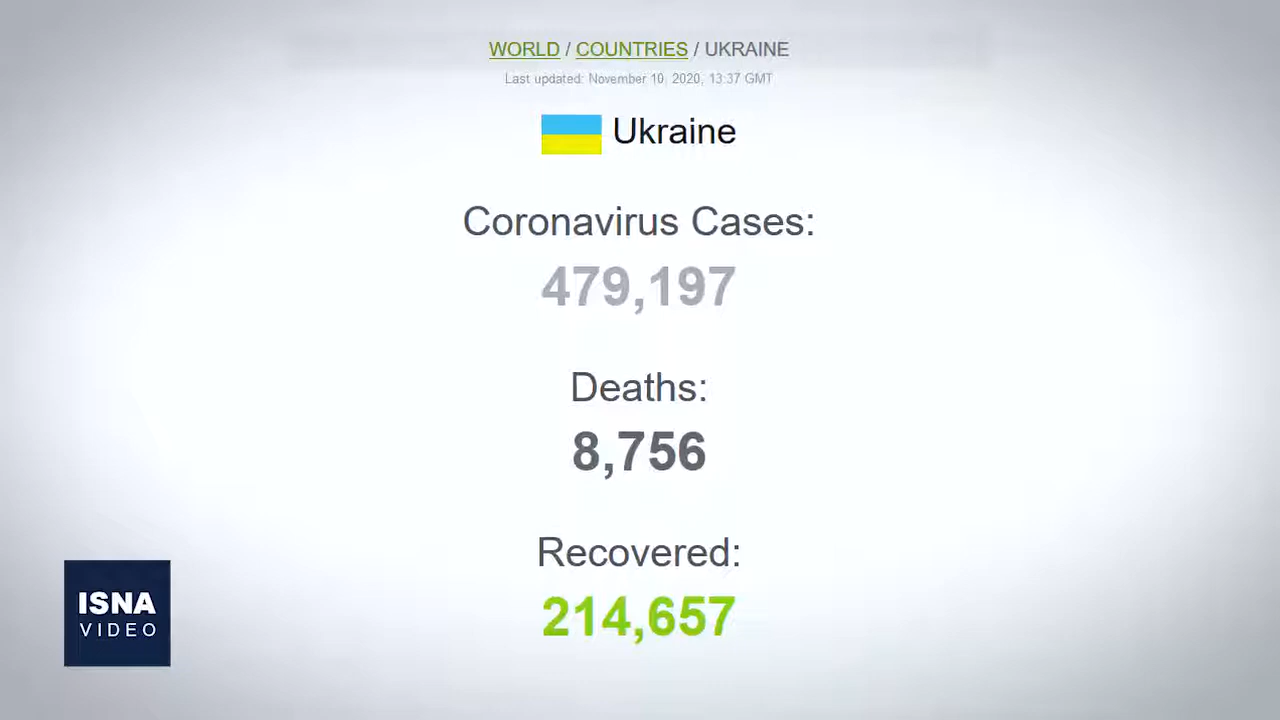 WORLD / COUNTRIES / UKRAINE
Last updated: November 10, 2020, 13:37 GMT
Ukraine
Coronavirus Cases:
479,197
Deaths:
8,756
Recovered:
214,657
ISNA
VIDEO